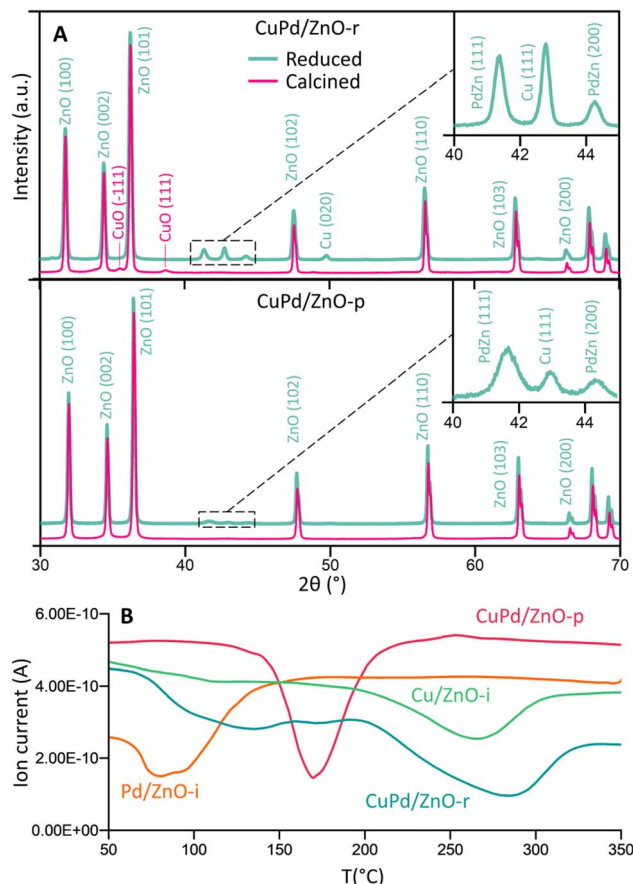 A
CuPd/ZnO-r
Reduced
Calcined
Intensity (a.u.)
ZnO (100)
ZnO (002)
CuO (-111)
ZnO (101)
CuO (111)
ZnO (102)
Cu (020)
ZnO (110)
ZnO (103)
ZnO (200)
PdZn (111)
Cu (111)
PdZn (200)
40 42 44
CuPd/ZnO-p
ZnO (100)
ZnO (002)
ZnO (101)
ZnO (102)
ZnO (110)
ZnO (103)
ZnO (200)
PdZn (111)
Cu (111)
PdZn (200)
40 42 44
30 40 50 60 70
2θ (°)
B
6.00E-10
4.00E-10
2.00E-10
0.00E+00
Ion current (A)
CuPd/ZnO-p
Cu/ZnO-i
Pd/ZnO-i
CuPd/ZnO-r
50 100 150 200 250 300 350
T(°C)